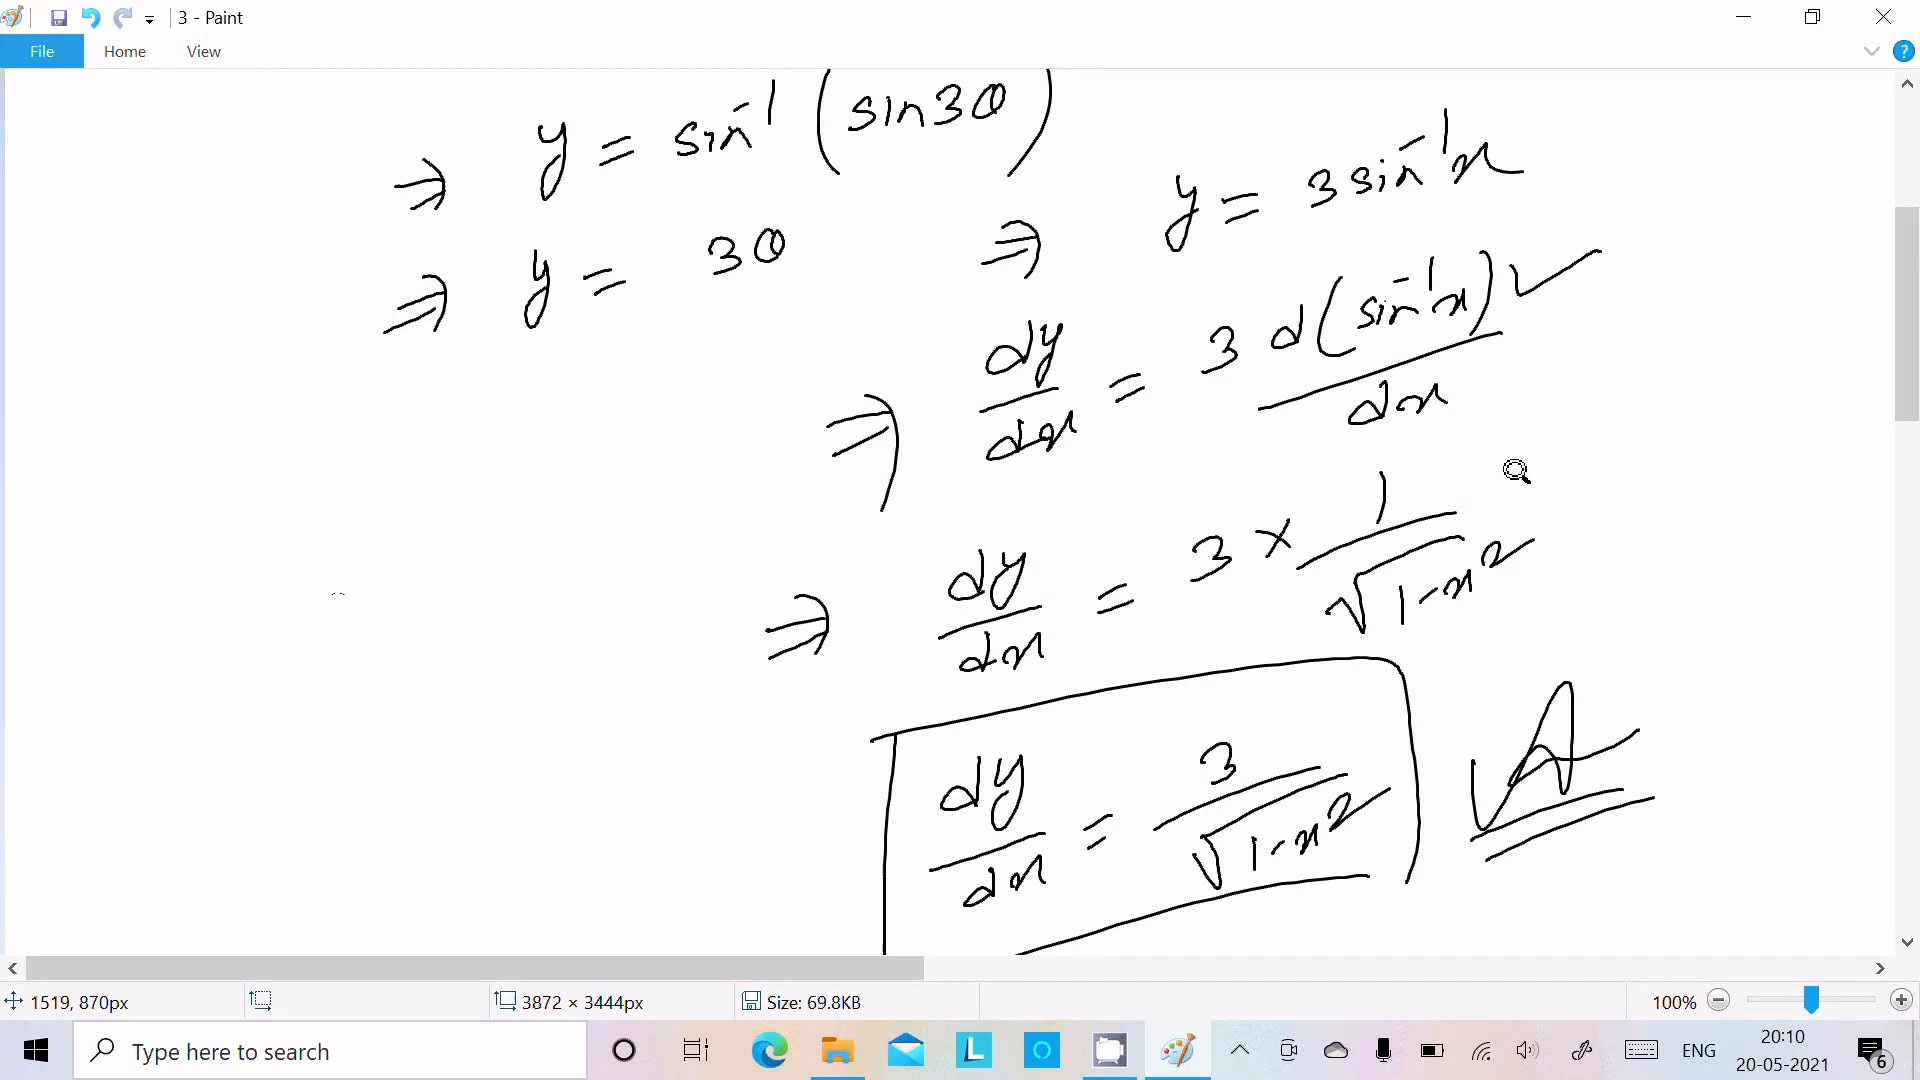 3 - Paint
File Home View
⇒ y = sin⁻¹ (sin3θ)
⇒ y = 3θ ⇒ y = 3sin⁻¹x
⇒ dy/dx = 3 d(sin⁻¹x)/dx ✓
⇒ dy/dx = 3 × 1/√1-x²
dy/dx = 3/√1-x²
1519, 870px 3872 × 3444px Size: 69.8KB 100%
Type here to search
ENG
20:10
20-05-2021
6